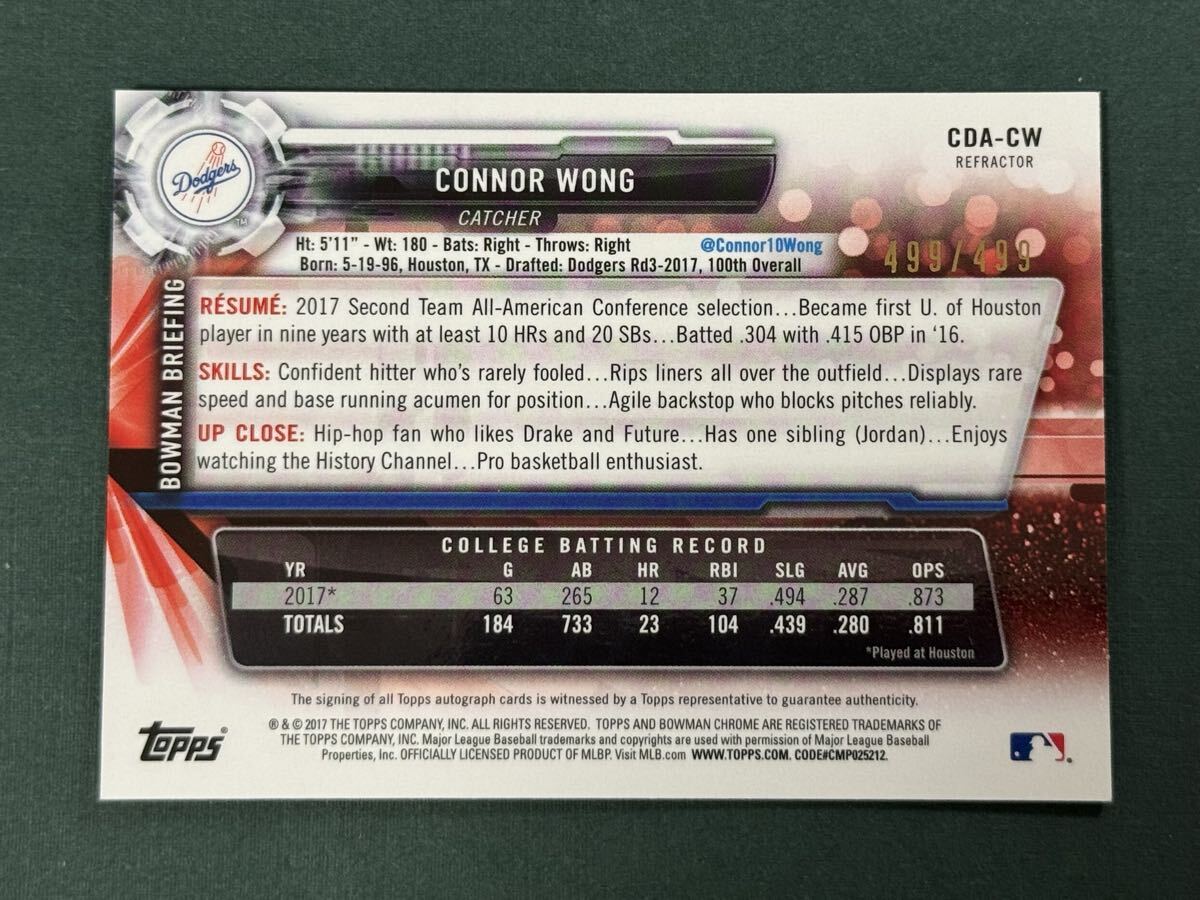 Dodgers
TM
CONNOR WONG
CATCHER
CDA-CW
REFRACTOR
Ht: 5'11" - Wt: 180 - Bats: Right - Throws: Right @Connor10Wong
Born: 5-19-96, Houston, TX - Drafted: Dodgers Rd3-2017, 100th Overall
499/499
BOWMAN BRIEFING
RÉSUMÉ: 2017 Second Team All-American Conference selection...Became first U. of Houston
player in nine years with at least 10 HRs and 20 SBs...Batted .304 with .415 OBP in '16.
SKILLS: Confident hitter who's rarely fooled...Rips liners all over the outfield...Displays rare
speed and base running acumen for position...Agile backstop who blocks pitches reliably.
UP CLOSE: Hip-hop fan who likes Drake and Future...Has one sibling (Jordan)...Enjoys
watching the History Channel...Pro basketball enthusiast.
COLLEGE BATTING RECORD
YR G AB HR RBI SLG AVG OPS
2017* 63 265 12 37 .494 .287 .873
TOTALS 184 733 23 104 .439 .280 .811
*Played at Houston
The signing of all Topps autograph cards is witnessed by a Topps representative to guarantee authenticity.
® & © 2017 THE TOPPS COMPANY, INC. ALL RIGHTS RESERVED. TOPPS AND BOWMAN CHROME ARE REGISTERED TRADEMARKS OF
THE TOPPS COMPANY, INC. Major League Baseball trademarks and copyrights are used with permission of Major League Baseball
Properties, Inc. OFFICIALLY LICENSED PRODUCT OF MLBP. Visit MLB.com WWW.TOPPS.COM. CODE#CMP025212.
Topps®